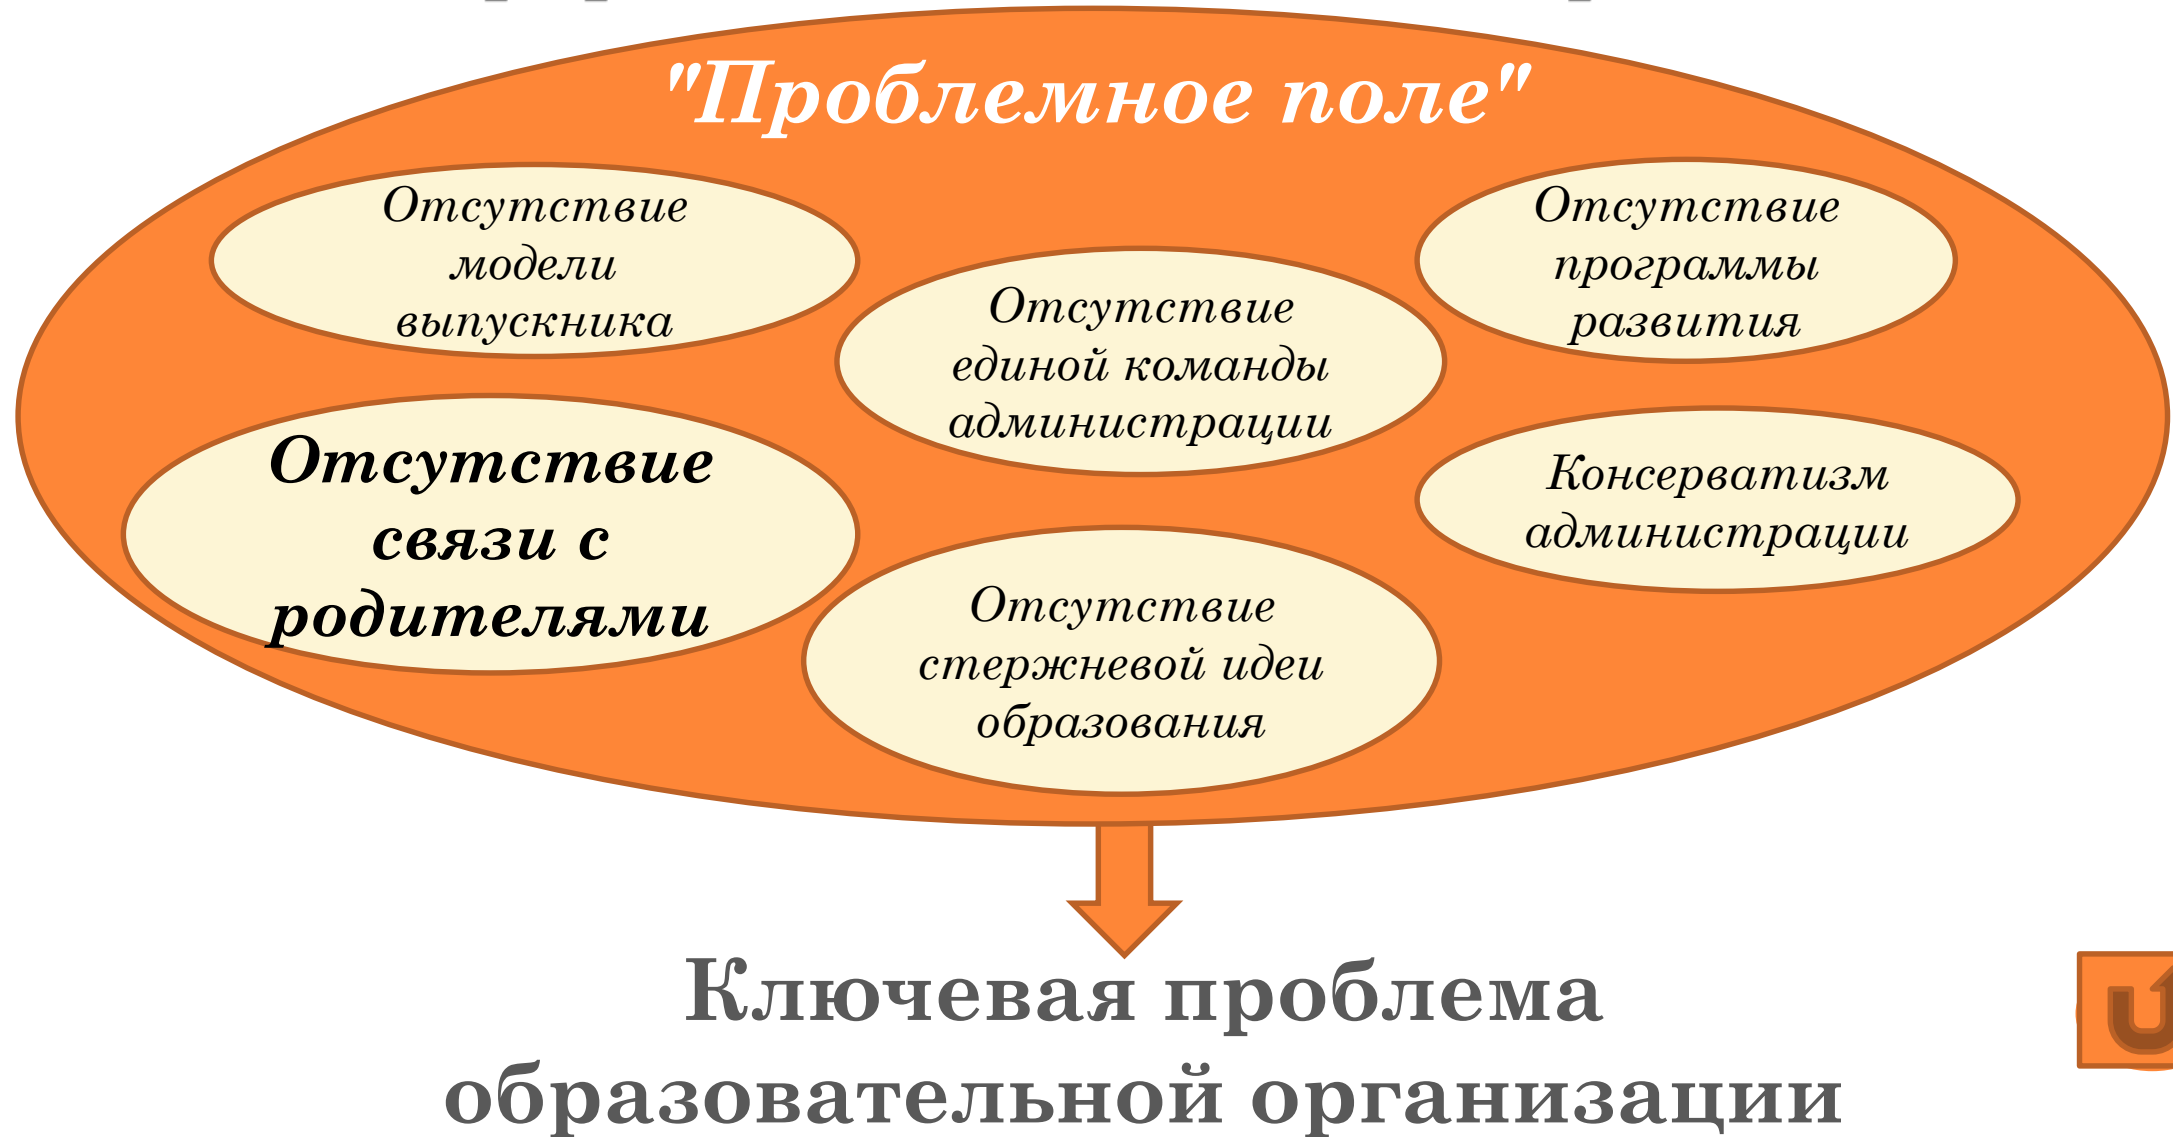 "Проблемное поле"
Отсутствие
модели
выпускника
Отсутствие
единой команды
администрации
Отсутствие
программы
развития
Отсутствие
связи с
родителями
Отсутствие
стержневой идеи
образования
Консерватизм
администрации
Ключевая проблема
образовательной организации